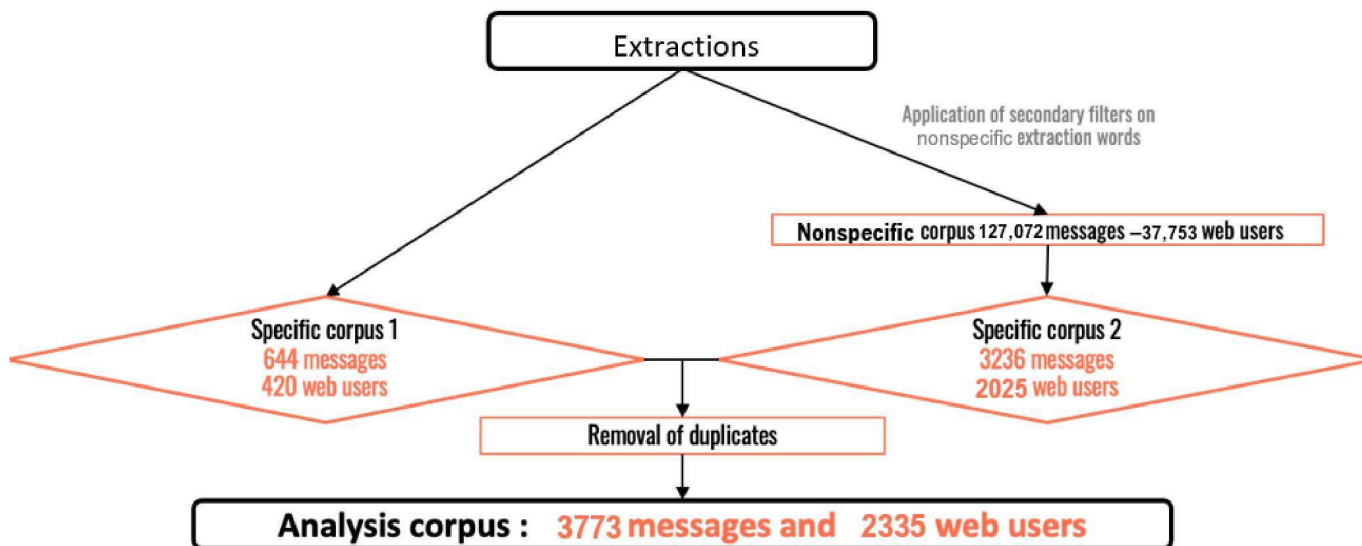 Extractions
Application of secondary filters on
nonspecific extraction words
Nonspecific corpus 127,072 messages –37,753 web users
Specific corpus 1
644 messages
420 web users
Specific corpus 2
3236 messages
2025 web users
Removal of duplicates
Analysis corpus : 3773 messages and 2335 web users